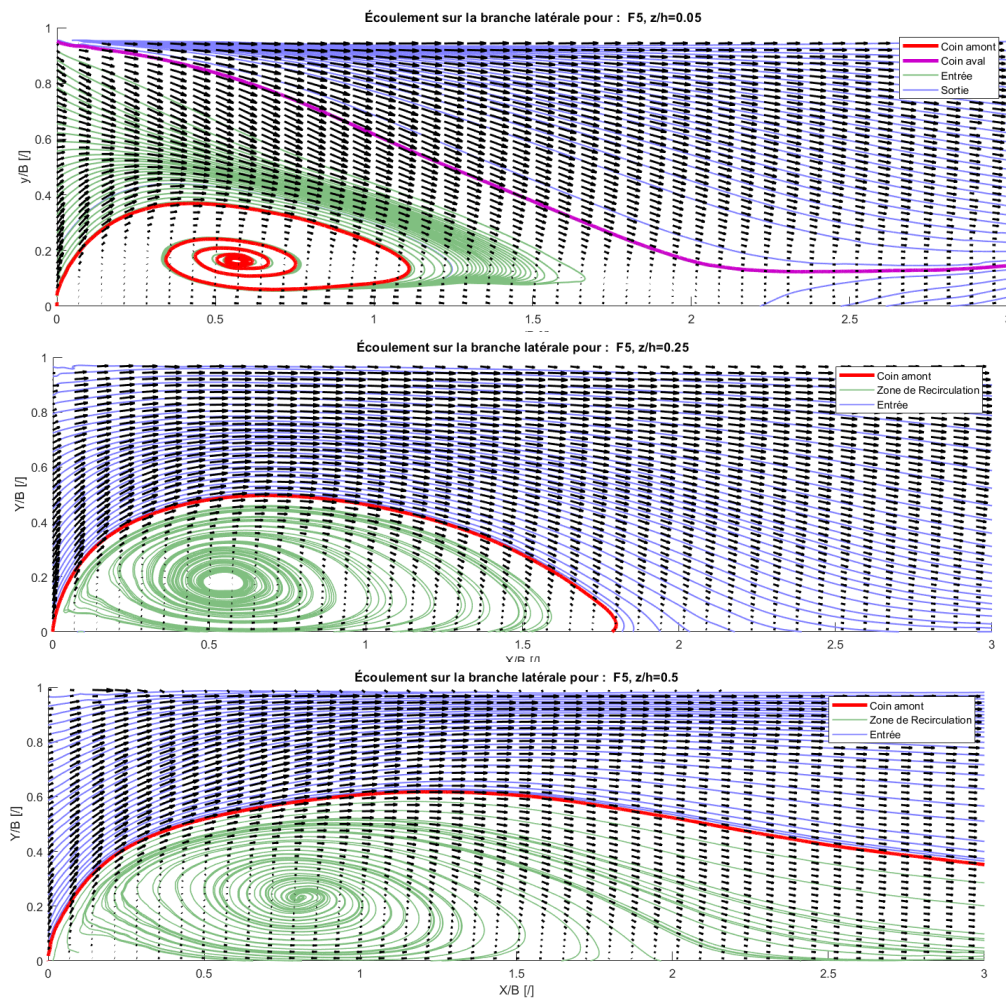 Écoulement sur la branche latérale pour : F5, z/h=0.05
Coin amont
Coin aval
Entrée
Sortie
y/B [/]
1
0.8
0.6
0.4
0.2
0
0
0.5
1
1.5
2
2.5
3
Écoulement sur la branche latérale pour : F5, z/h=0.25
Coin amont
Zone de Recirculation
Entrée
Y/B [/]
1
0.8
0.6
0.4
0.2
0
0
0.5
1
1.5
2
2.5
3
X/B [/]
Écoulement sur la branche latérale pour : F5, z/h=0.5
Coin amont
Zone de Recirculation
Entrée
Y/B [/]
1
0.8
0.6
0.4
0.2
0
0
0.5
1
1.5
2
2.5
3
X/B [/]